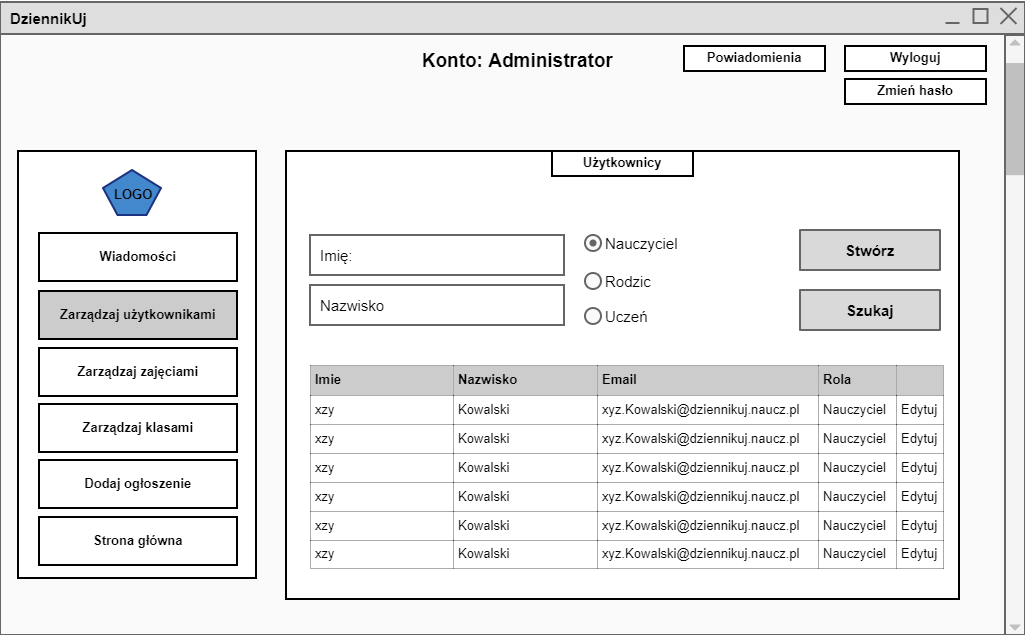 DziennikUj
Konto: Administrator
Powiadomienia
Wyloguj
Zmień hasło
LOGO
Wiadomości
Zarządzaj użytkownikami
Zarządzaj zajęciami
Zarządzaj klasami
Dodaj ogłoszenie
Strona główna
Użytkownicy
Imię:
Nazwisko
Nauczyciel
Rodzic
Uczeń
Stwórz
Szukaj
Imie Nazwisko Email Rola
xzy Kowalski xyz.Kowalski@dziennikuj.naucz.pl Nauczyciel Edytuj
xzy Kowalski xyz.Kowalski@dziennikuj.naucz.pl Nauczyciel Edytuj
xzy Kowalski xyz.Kowalski@dziennikuj.naucz.pl Nauczyciel Edytuj
xzy Kowalski xyz.Kowalski@dziennikuj.naucz.pl Nauczyciel Edytuj
xzy Kowalski xyz.Kowalski@dziennikuj.naucz.pl Nauczyciel Edytuj
xzy Kowalski xyz.Kowalski@dziennikuj.naucz.pl Nauczyciel Edytuj